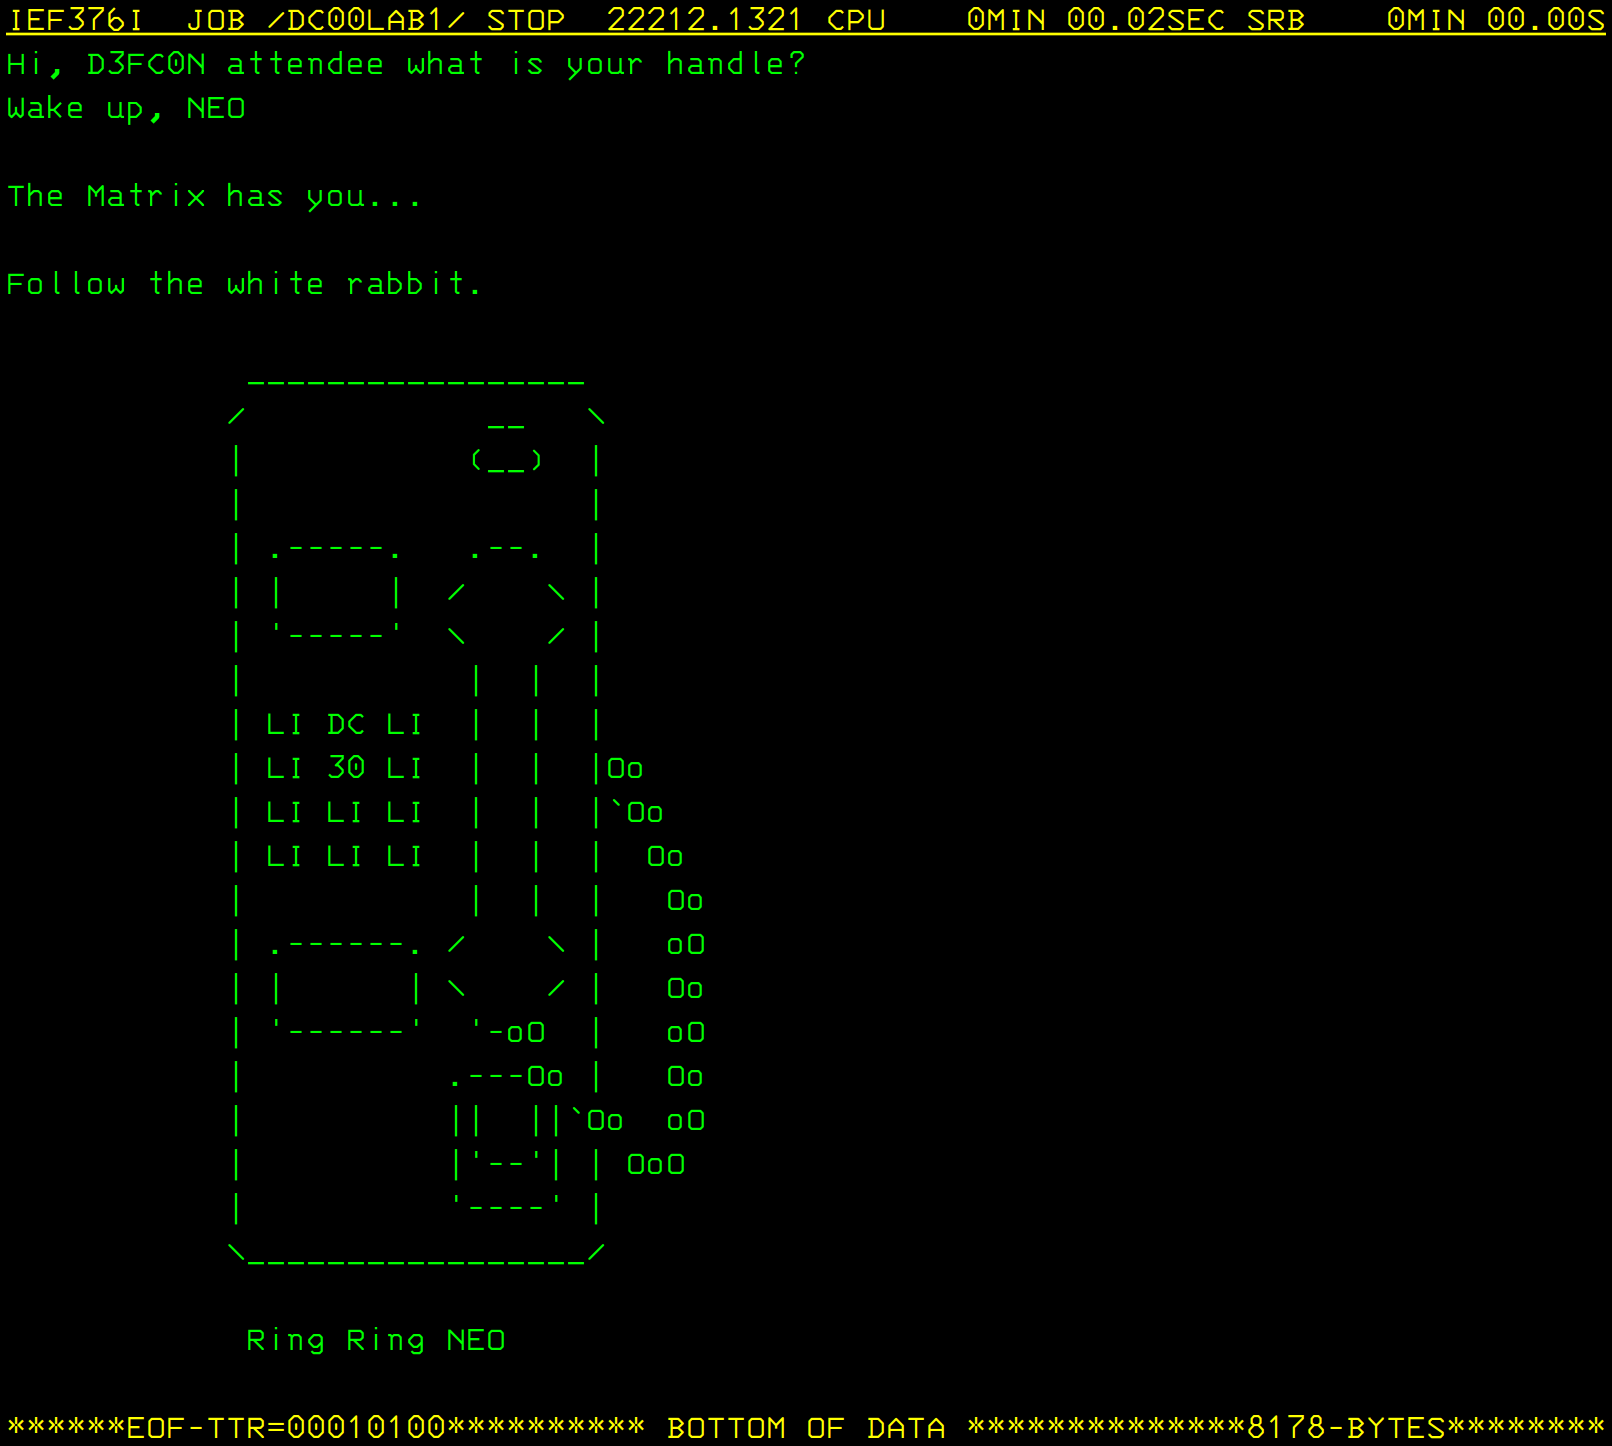 IEF376I  JOB /DC00LAB1/ STOP  22212.1321 CPU    0MIN 00.02SEC SRB    0MIN 00.00S
Hi, D3FC0N attendee what is your handle?
Wake up, NEO
The Matrix has you...
Follow the white rabbit.
LI DC LI
LI 30 LI
LI LI LI
LI LI LI
Ring Ring NEO
******EOF-TTR=00010100********** BOTTOM OF DATA **************8178-BYTES********